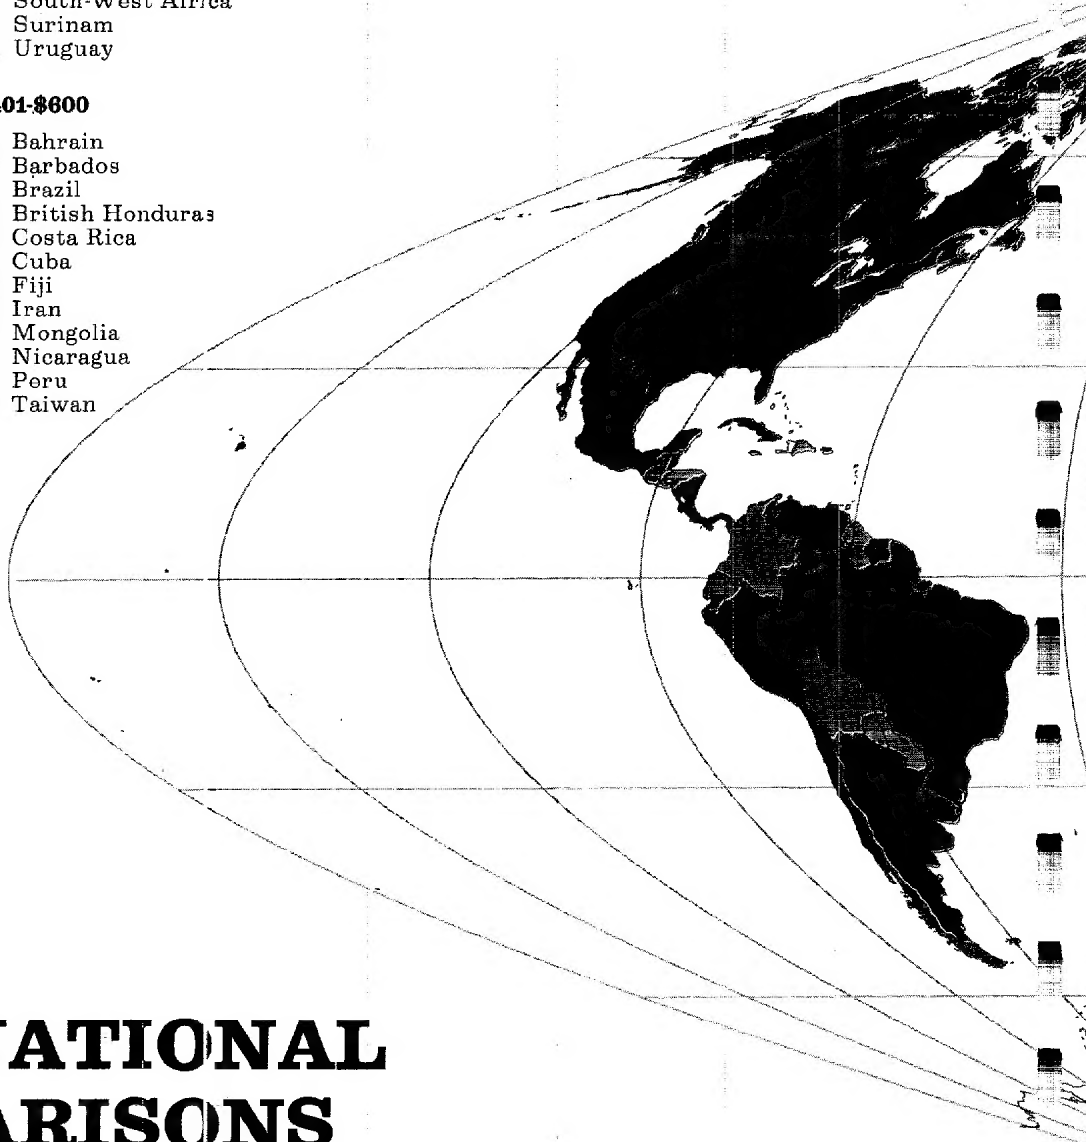 South-West Africa
Surinam
Uruguay
01-$600
Bahrain
Barbados
Brazil
British Honduras
Costa Rica
Cuba
Fiji
Iran
Mongolia
Nicaragua
Peru
Taiwan
NATIONAL
ARISONS